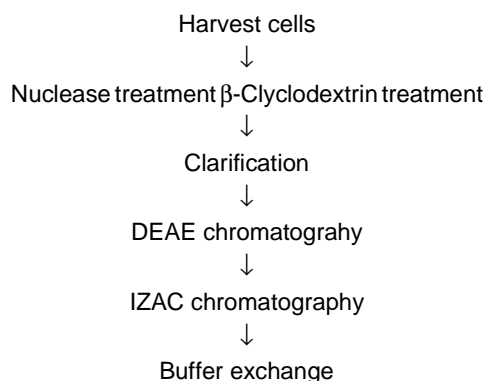 Harvest cells
↓
Nuclease treatment β-Clyclodextrin treatment
↓
Clarification
↓
DEAE chromatograhy
↓
IZAC chromatography
↓
Buffer exchange